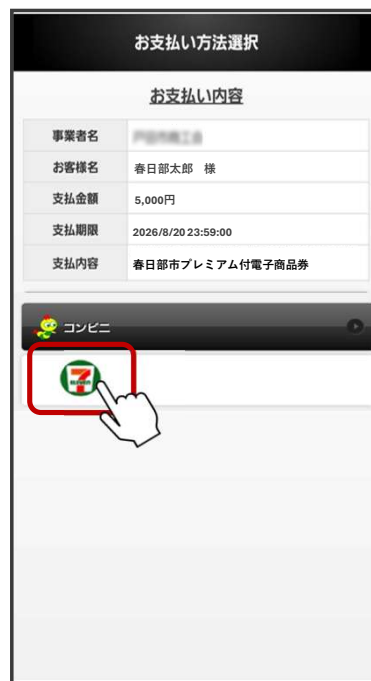 お支払い方法選択
お支払い内容
事業者名
お客様名 春日部太郎 様
支払金額 5,000円
支払期限 2026/8/20 23:59:00
支払内容 春日部市プレミアム付電子商品券
コンビニ
7
ELEVEN